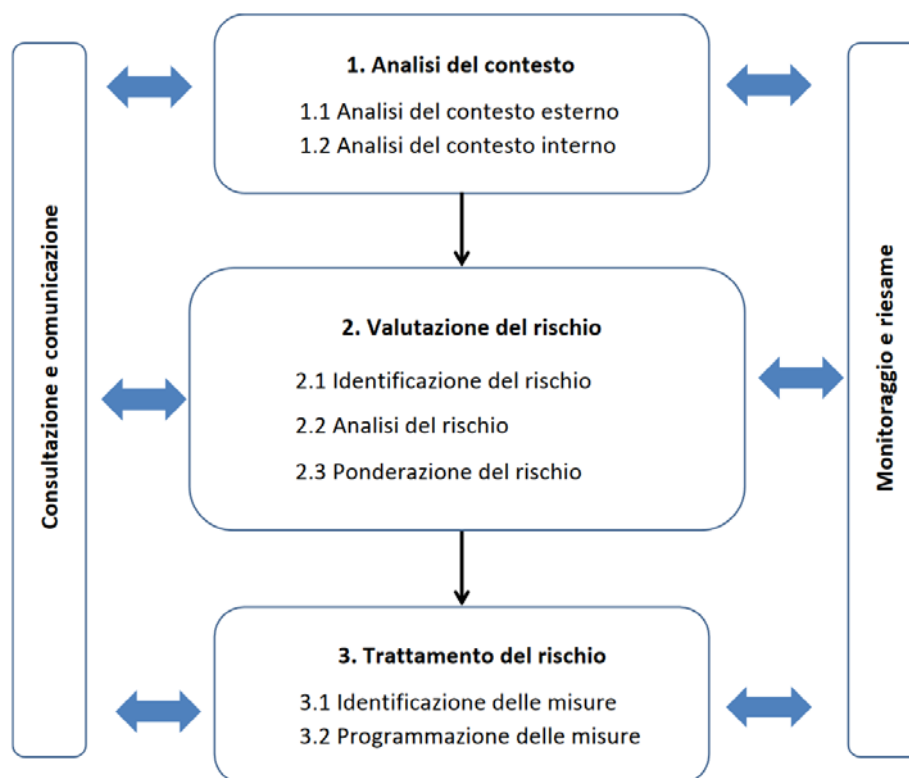 Consultazione e comunicazione
1. Analisi del contesto
1.1 Analisi del contesto esterno
1.2 Analisi del contesto interno
2. Valutazione del rischio
2.1 Identificazione del rischio
2.2 Analisi del rischio
2.3 Ponderazione del rischio
3. Trattamento del rischio
3.1 Identificazione delle misure
3.2 Programmazione delle misure
Monitoraggio e riesame